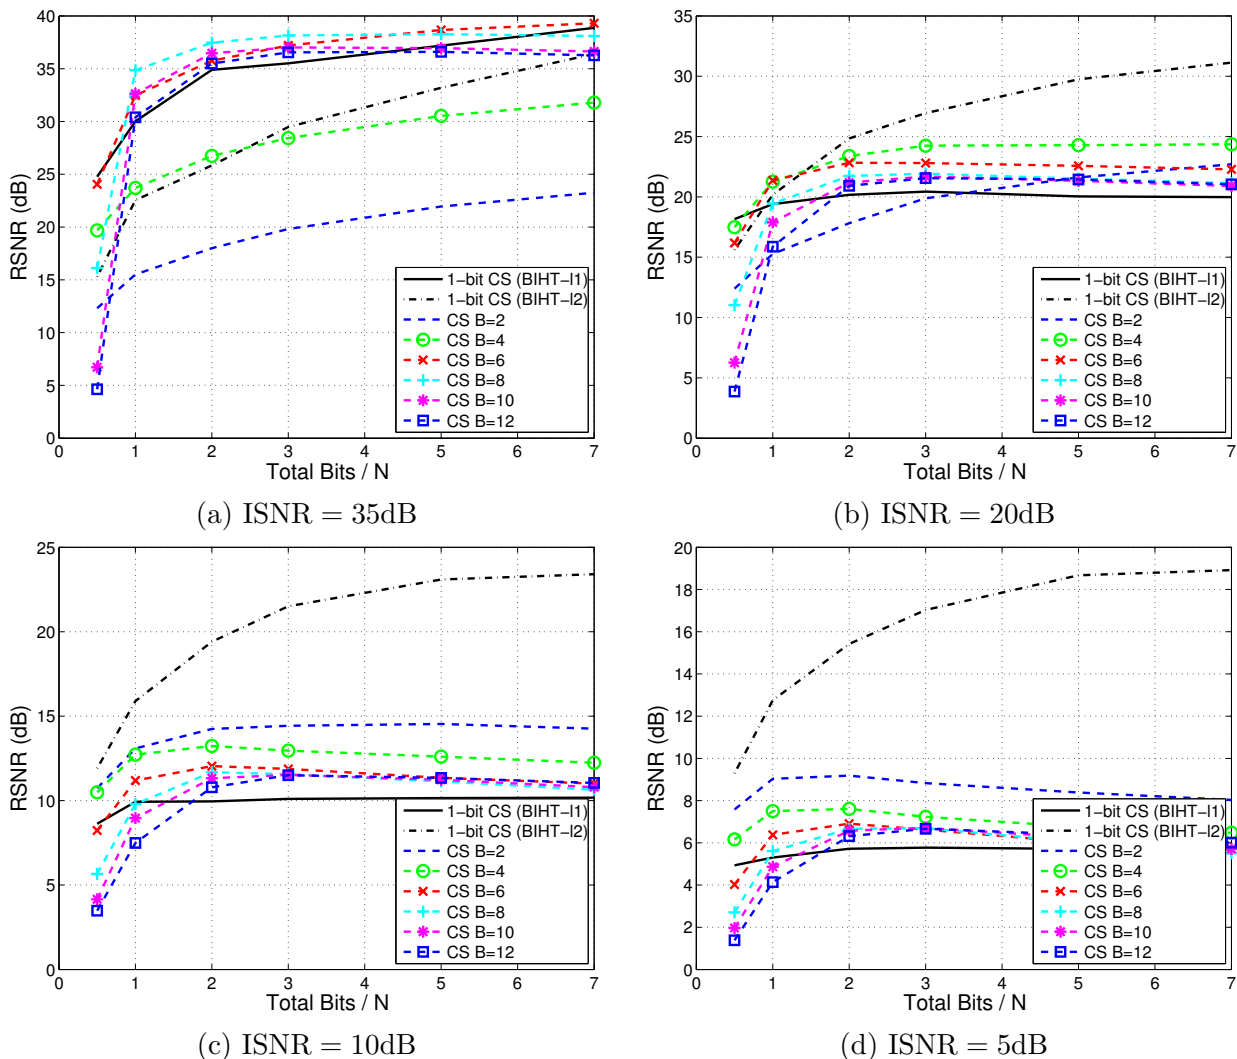 40
35
30
25
20
15
10
5
0
RSNR (dB)
1-bit CS (BIHT-l1)
1-bit CS (BIHT-l2)
CS B=2
CS B=4
CS B=6
CS B=8
CS B=10
CS B=12
0 1 2 3 4 5 6 7
Total Bits / N
(a) ISNR = 35dB
35
30
25
20
15
10
5
0
RSNR (dB)
1-bit CS (BIHT-l1)
1-bit CS (BIHT-l2)
CS B=2
CS B=4
CS B=6
CS B=8
CS B=10
CS B=12
0 1 2 3 4 5 6 7
Total Bits / N
(b) ISNR = 20dB
25
20
15
10
5
0
RSNR (dB)
1-bit CS (BIHT-l1)
1-bit CS (BIHT-l2)
CS B=2
CS B=4
CS B=6
CS B=8
CS B=10
CS B=12
0 1 2 3 4 5 6 7
Total Bits / N
(c) ISNR = 10dB
20
18
16
14
12
10
8
6
4
2
0
RSNR (dB)
1-bit CS (BIHT-l1)
1-bit CS (BIHT-l2)
CS B=2
CS B=4
CS B=6
CS B=8
CS B=10
CS B=12
0 1 2 3 4 5 6 7
Total Bits / N
(d) ISNR = 5dB